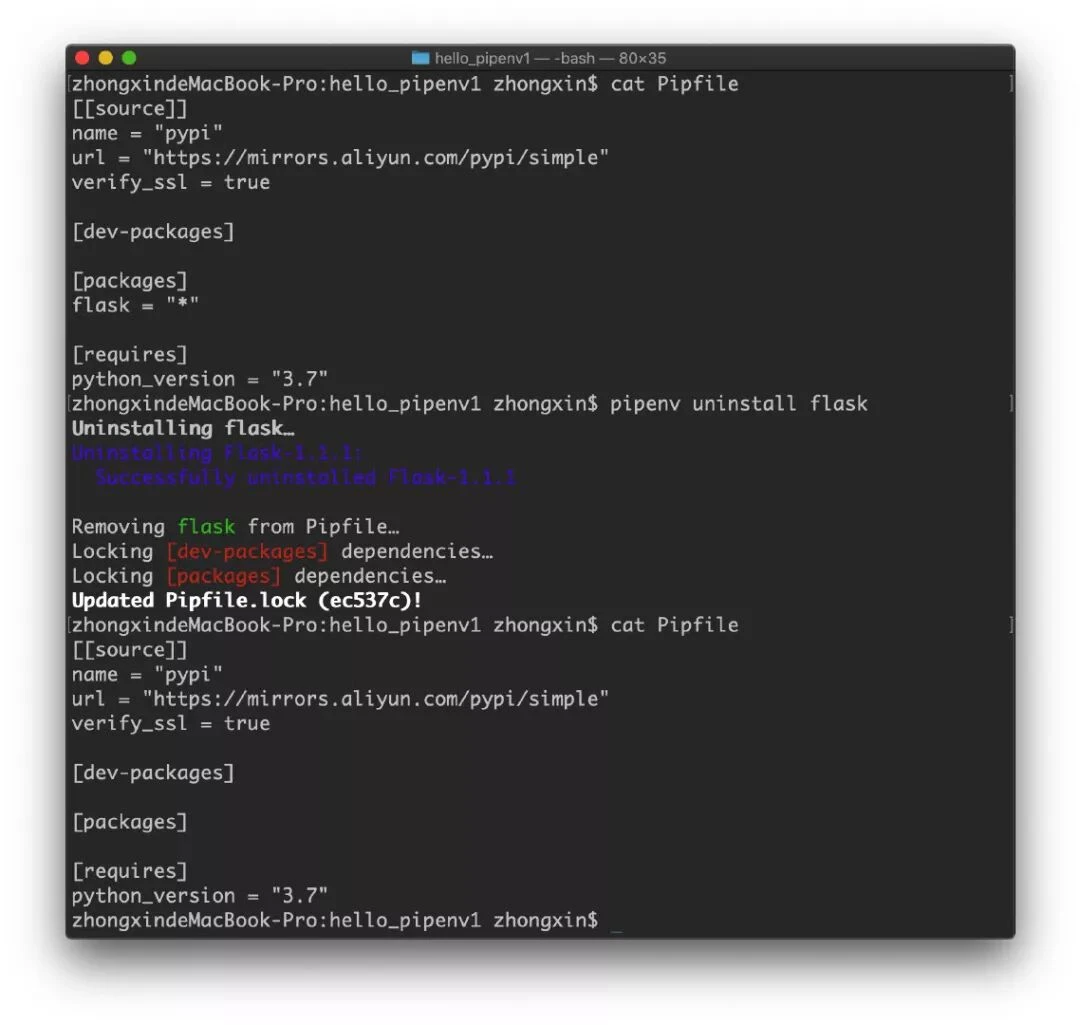 hello_pipenv1 — -bash — 80×35
[zhongxindeMacBook-Pro:hello_pipenv1 zhongxin$ cat Pipfile ]
[[source]]
name = "pypi"
url = "https://mirrors.aliyun.com/pypi/simple"
verify_ssl = true
[dev-packages]
[packages]
flask = "*"
[requires]
python_version = "3.7"
[zhongxindeMacBook-Pro:hello_pipenv1 zhongxin$ pipenv uninstall flask ]
Uninstalling flask…
Uninstalling Flask-1.1.1:
  Successfully uninstalled Flask-1.1.1
Removing flask from Pipfile…
Locking [dev-packages] dependencies…
Locking [packages] dependencies…
Updated Pipfile.lock (ec537c)!
[zhongxindeMacBook-Pro:hello_pipenv1 zhongxin$ cat Pipfile ]
[[source]]
name = "pypi"
url = "https://mirrors.aliyun.com/pypi/simple"
verify_ssl = true
[dev-packages]
[packages]
[requires]
python_version = "3.7"
zhongxindeMacBook-Pro:hello_pipenv1 zhongxin$ _